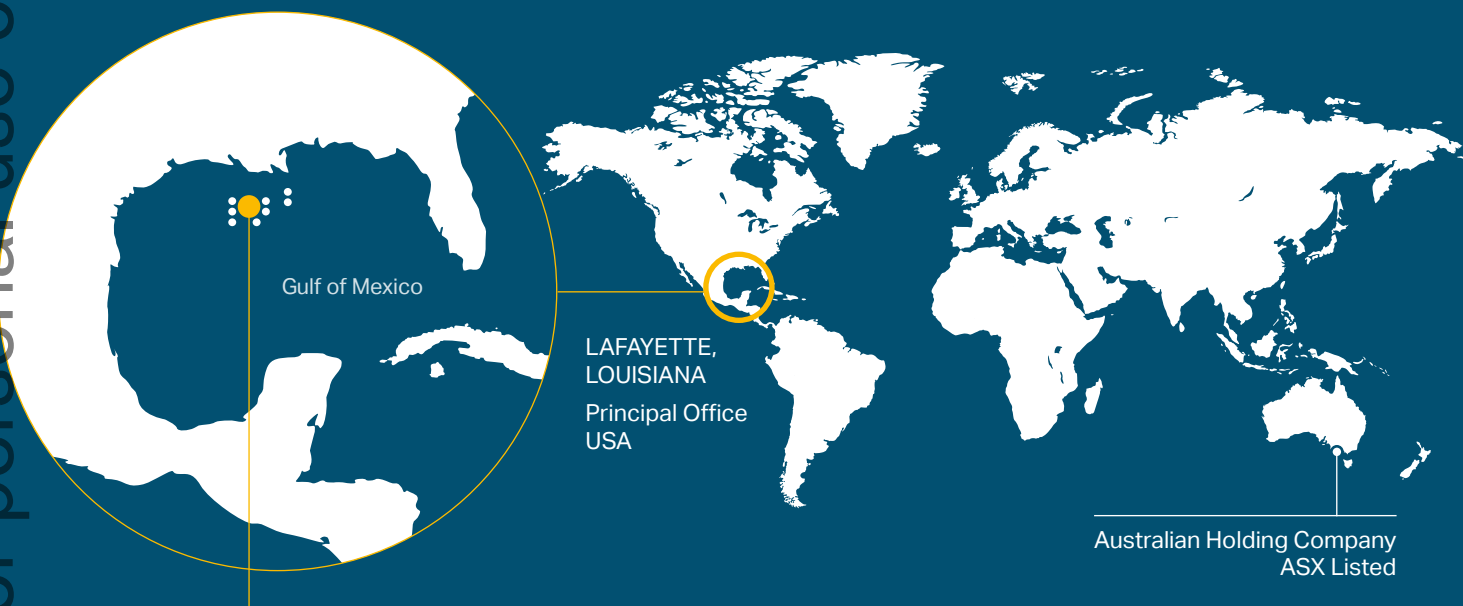 Gulf of Mexico
LAFAYETTE,
LOUISIANA
Principal Office
USA
Australian Holding Company
ASX Listed